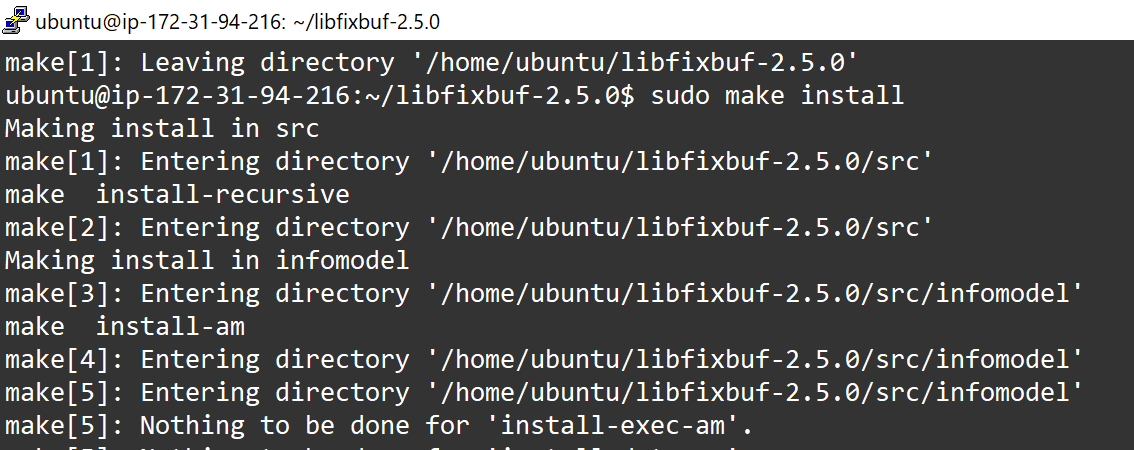 ubuntu@ip-172-31-94-216: ~/libfixbuf-2.5.0
make[1]: Leaving directory '/home/ubuntu/libfixbuf-2.5.0'
ubuntu@ip-172-31-94-216:~/libfixbuf-2.5.0$ sudo make install
Making install in src
make[1]: Entering directory '/home/ubuntu/libfixbuf-2.5.0/src'
make  install-recursive
make[2]: Entering directory '/home/ubuntu/libfixbuf-2.5.0/src'
Making install in infomodel
make[3]: Entering directory '/home/ubuntu/libfixbuf-2.5.0/src/infomodel'
make  install-am
make[4]: Entering directory '/home/ubuntu/libfixbuf-2.5.0/src/infomodel'
make[5]: Entering directory '/home/ubuntu/libfixbuf-2.5.0/src/infomodel'
make[5]: Nothing to be done for 'install-exec-am'.